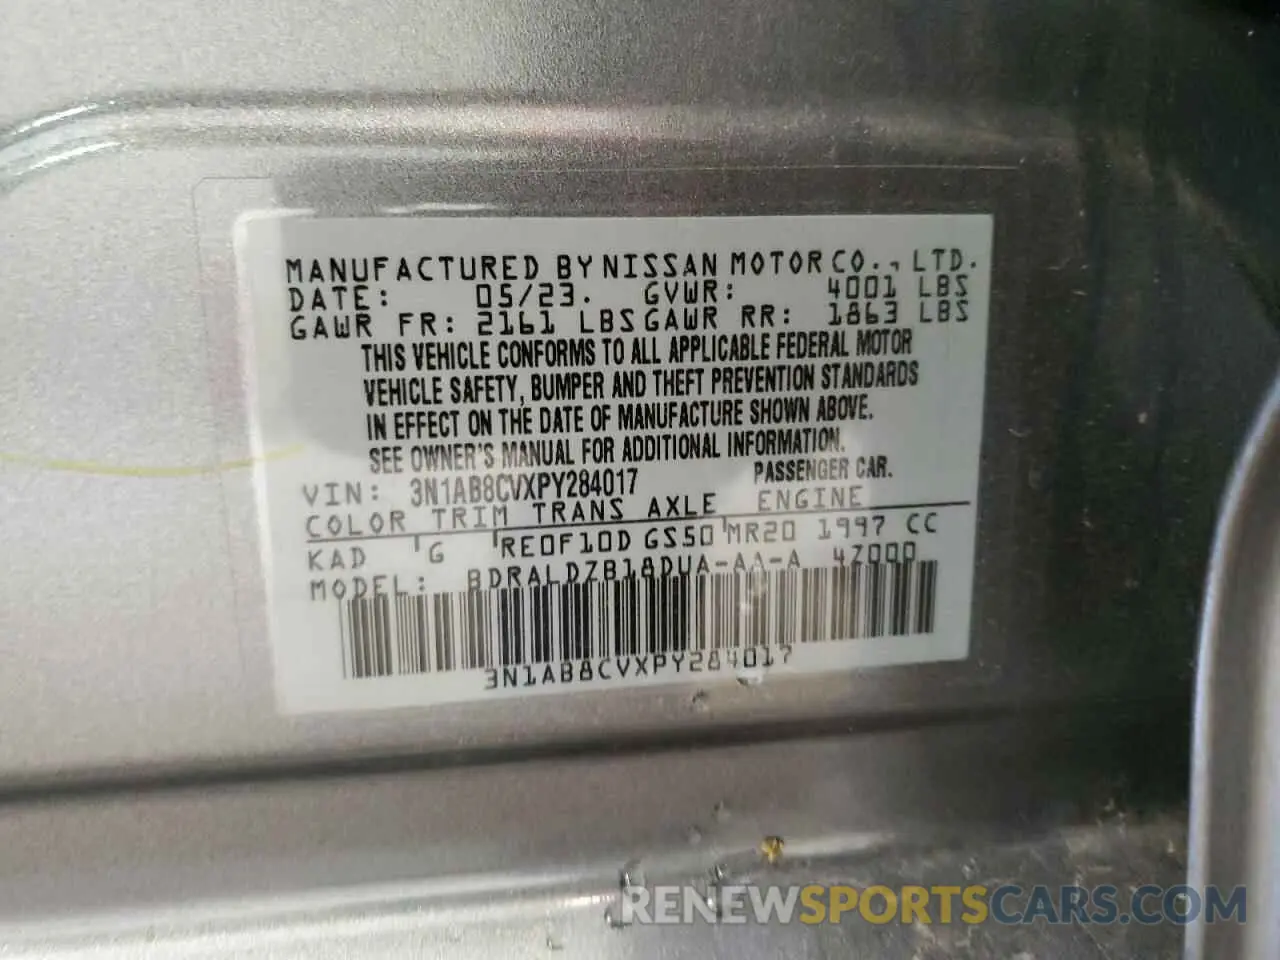 MANUFACTURED BY NISSAN MOTOR CO., LTD.
DATE: 05/23. GVWR: 4001 LBS
GAWR FR: 2161 LBS GAWR RR: 1863 LBS
THIS VEHICLE CONFORMS TO ALL APPLICABLE FEDERAL MOTOR
VEHICLE SAFETY, BUMPER AND THEFT PREVENTION STANDARDS
IN EFFECT ON THE DATE OF MANUFACTURE SHOWN ABOVE.
SEE OWNER'S MANUAL FOR ADDITIONAL INFORMATION.
VIN: 3N1AB8CVXPY284017 PASSENGER CAR.
COLOR TRIM TRANS AXLE ENGINE
KAD G RE0F10D GS50 MR20 1997 CC
MODEL: BDRALDZB18DUA-AA-A 4Z000
3N1AB8CVXPY284017
RENEWSPORTSCARS.COM